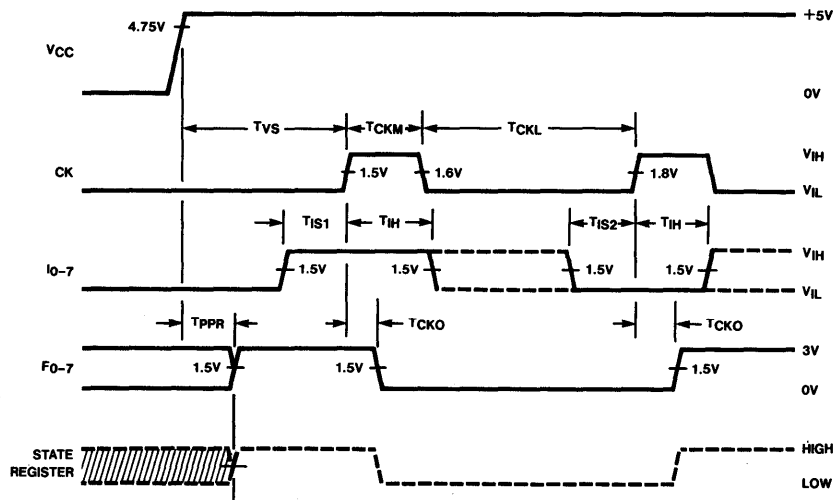 +5V
4.75V
VCC
0V
TVS
TCKM
TCKL
VIH
CK
1.5V
1.6V
1.8V
VIL
TIS1
TIH
TIS2
TIH
VIH
I0–7
1.5V
1.5V
1.5V
1.5V
VIL
TPPR
TCKO
TCKO
3V
F0–7
1.5V
1.5V
1.5V
0V
STATE
REGISTER
HIGH
LOW